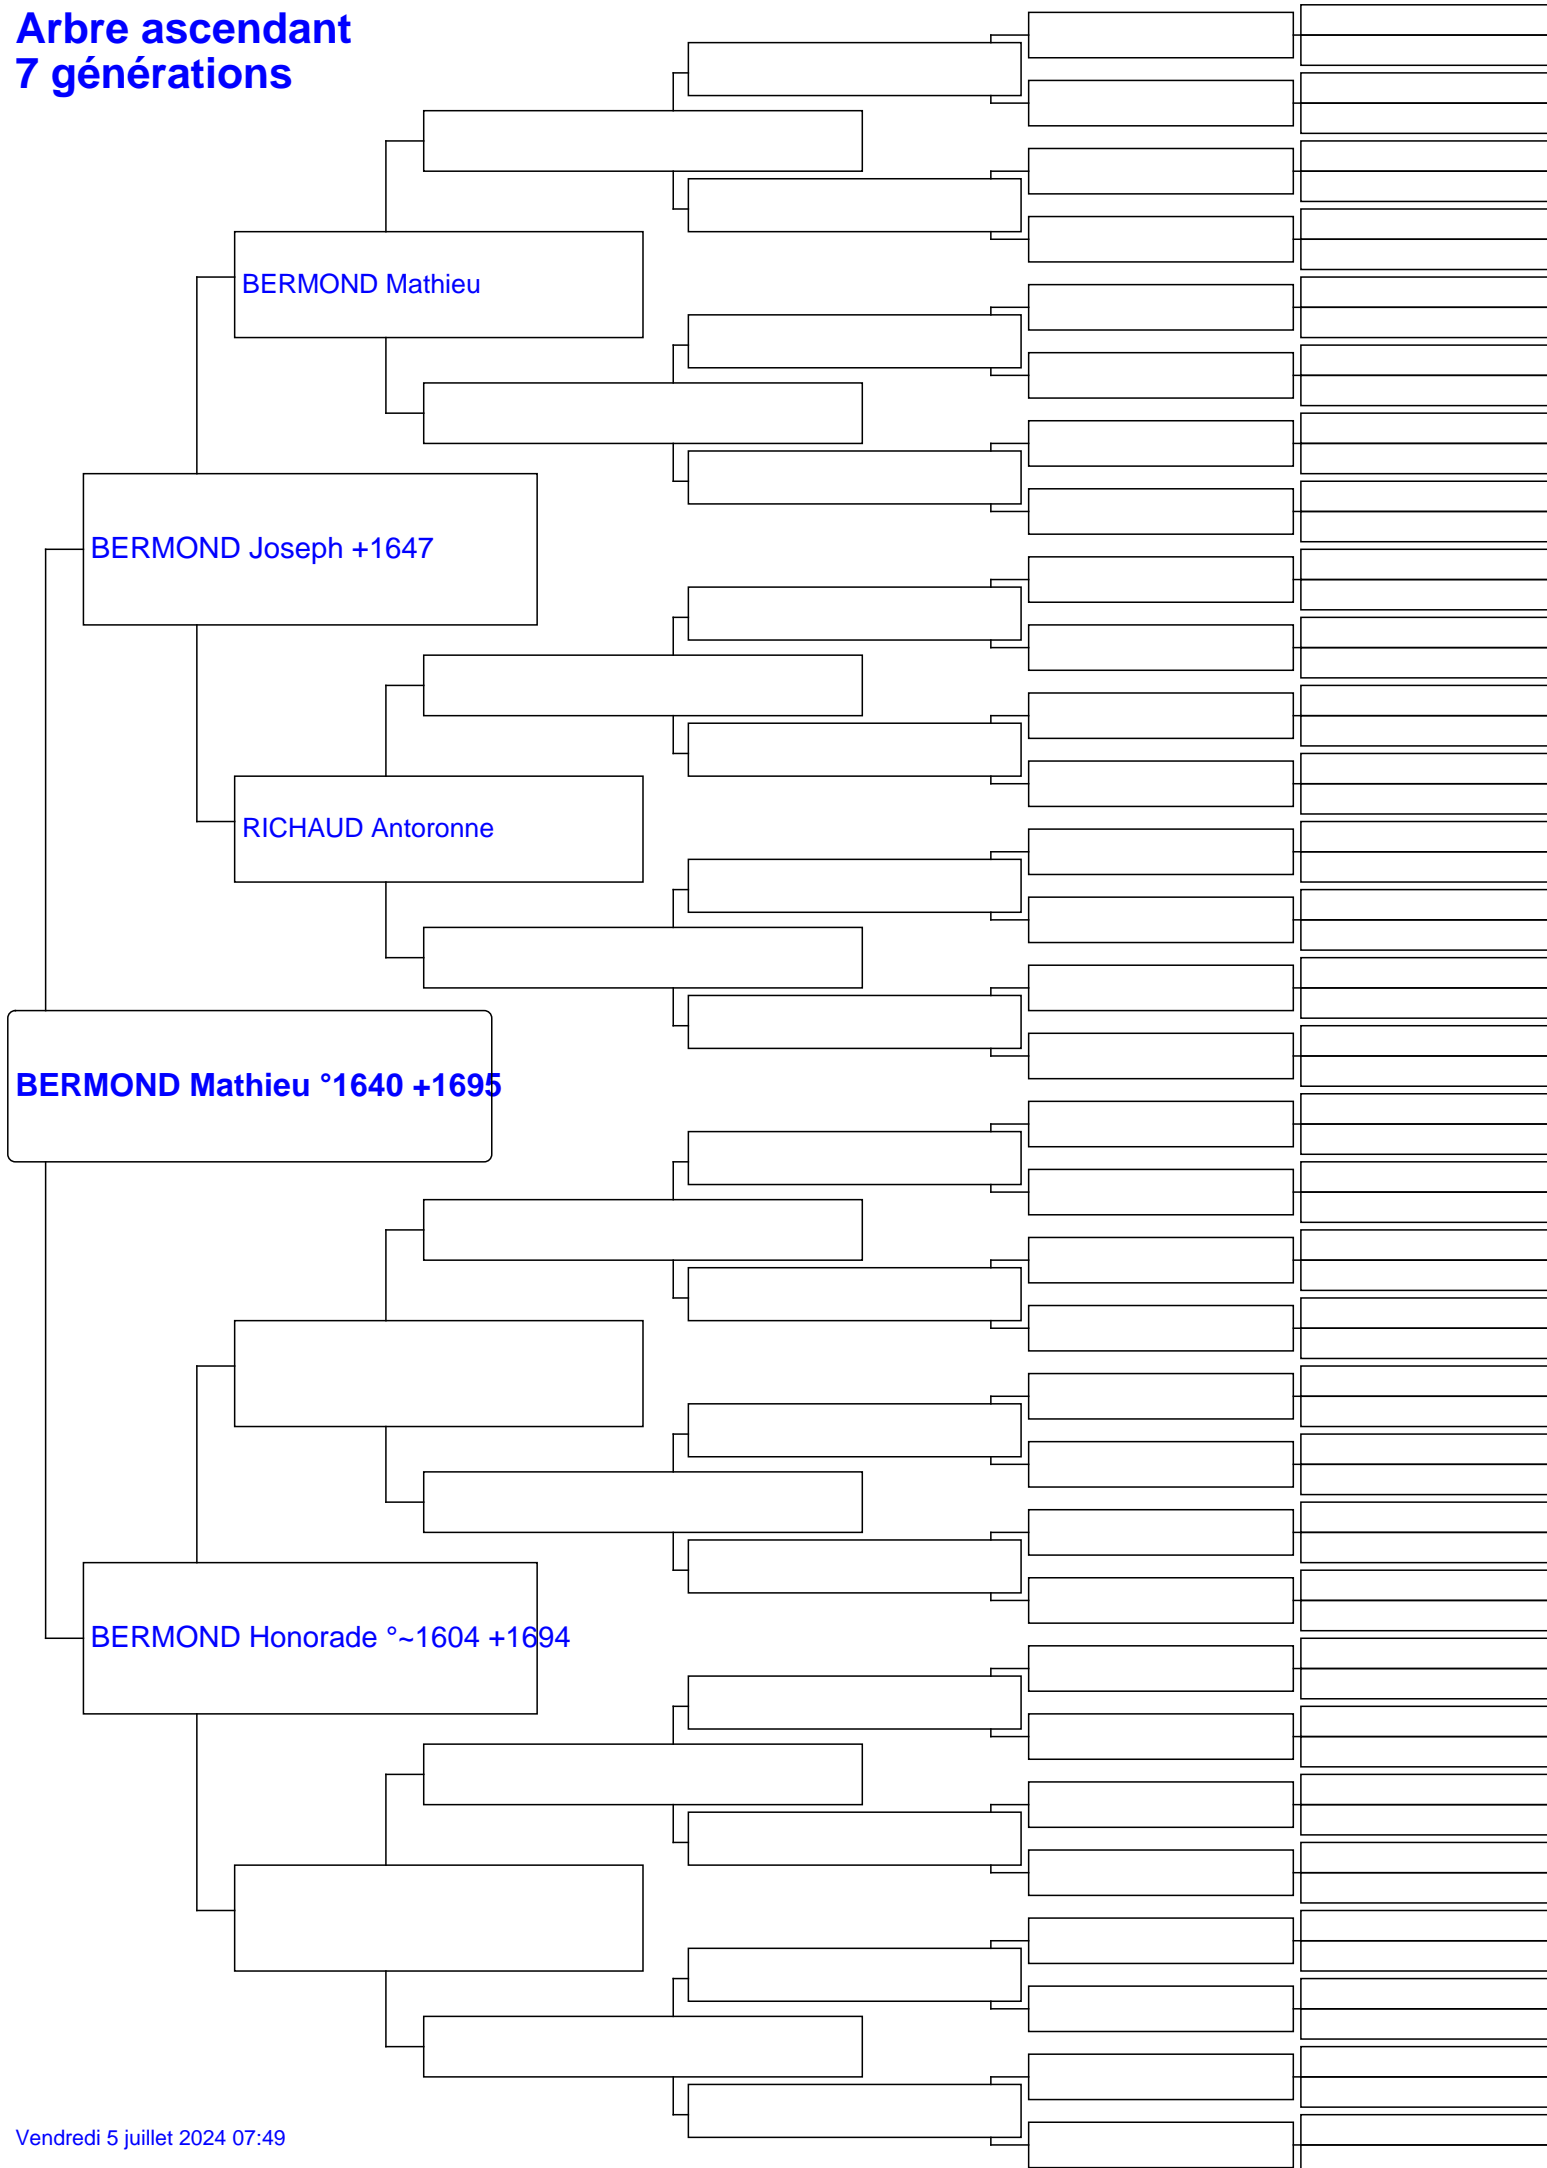 Arbre ascendant
7 générations
BERMOND Mathieu
BERMOND Joseph +1647
RICHAUD Antoronne
BERMOND Mathieu °1640 +1695
BERMOND Honorade °~1604 +1694
Vendredi 5 juillet 2024 07:49